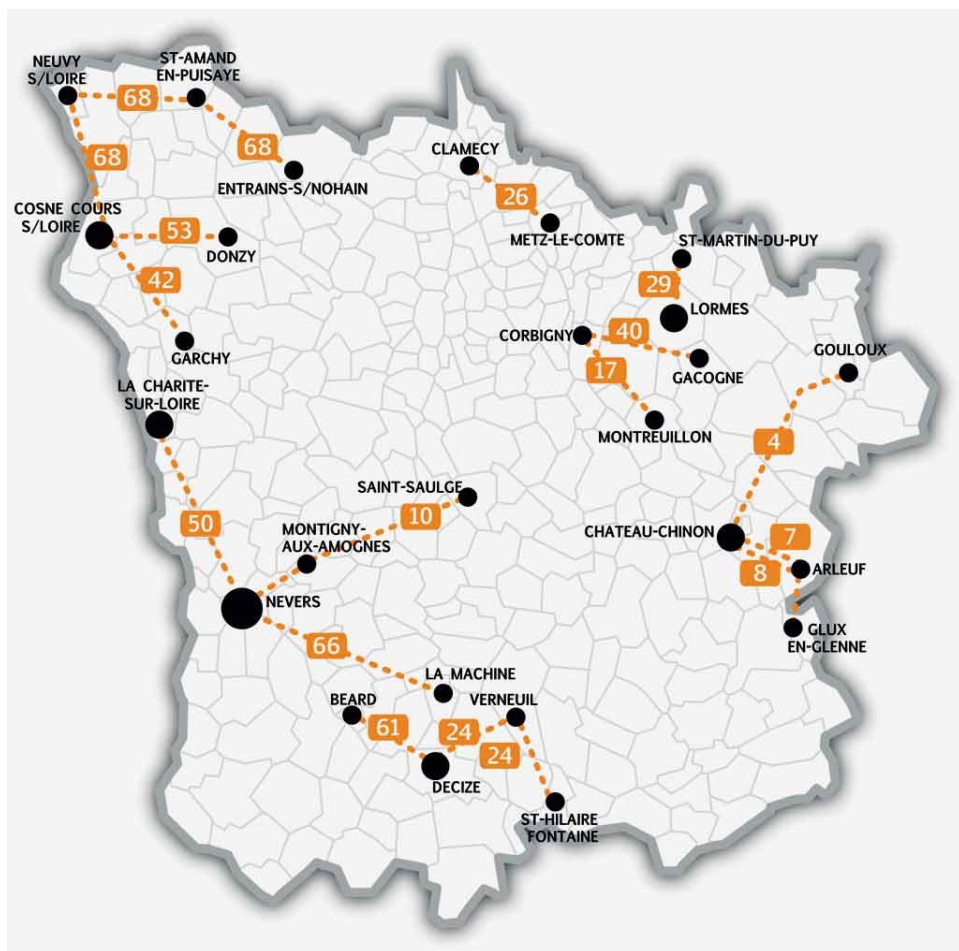 NEUVY
S/LOIRE
ST-AMAND
EN-PUISAYE
68
68
68
ENTRAINS-S/NOHAIN
CLAMECY
26
METZ-LE-COMTE
COSNE COURS
S/LOIRE
53
DONZY
42
GARCHY
ST-MARTIN-DU-PUY
29
LORMES
CORBIGNY
40
GACOGNE
17
MONTREUILLON
GOULOUX
4
LA CHARITE-
SUR-LOIRE
50
SAINT-SAULGE
10
MONTIGNY-
AUX-AMOGNES
NEVERS
CHATEAU-CHINON
7
8
ARLEUF
GLUX
EN-GLENNE
66
LA MACHINE
BEARD
VERNEUIL
61
24
24
DECIZE
ST-HILAIRE
FONTAINE